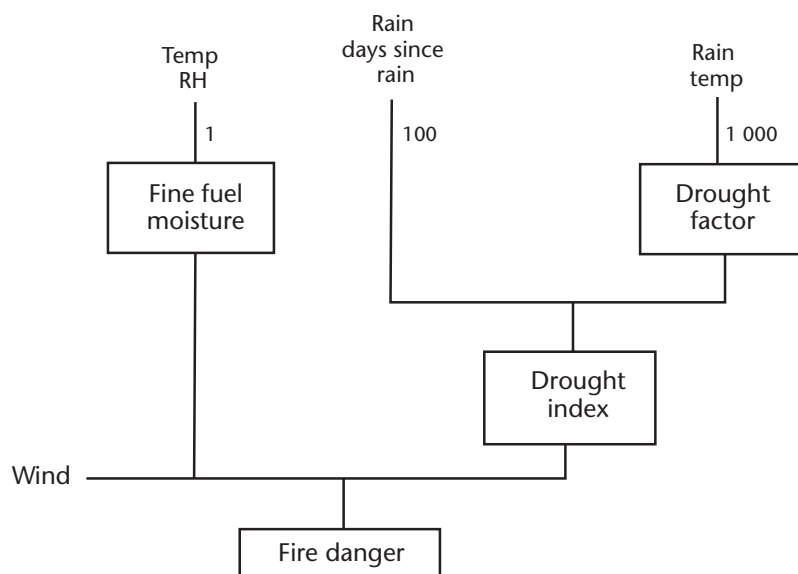 Temp
RH
1
Rain
days since
rain
100
Rain
temp
1 000
Fine fuel
moisture
Drought
factor
Drought
index
Wind
Fire danger